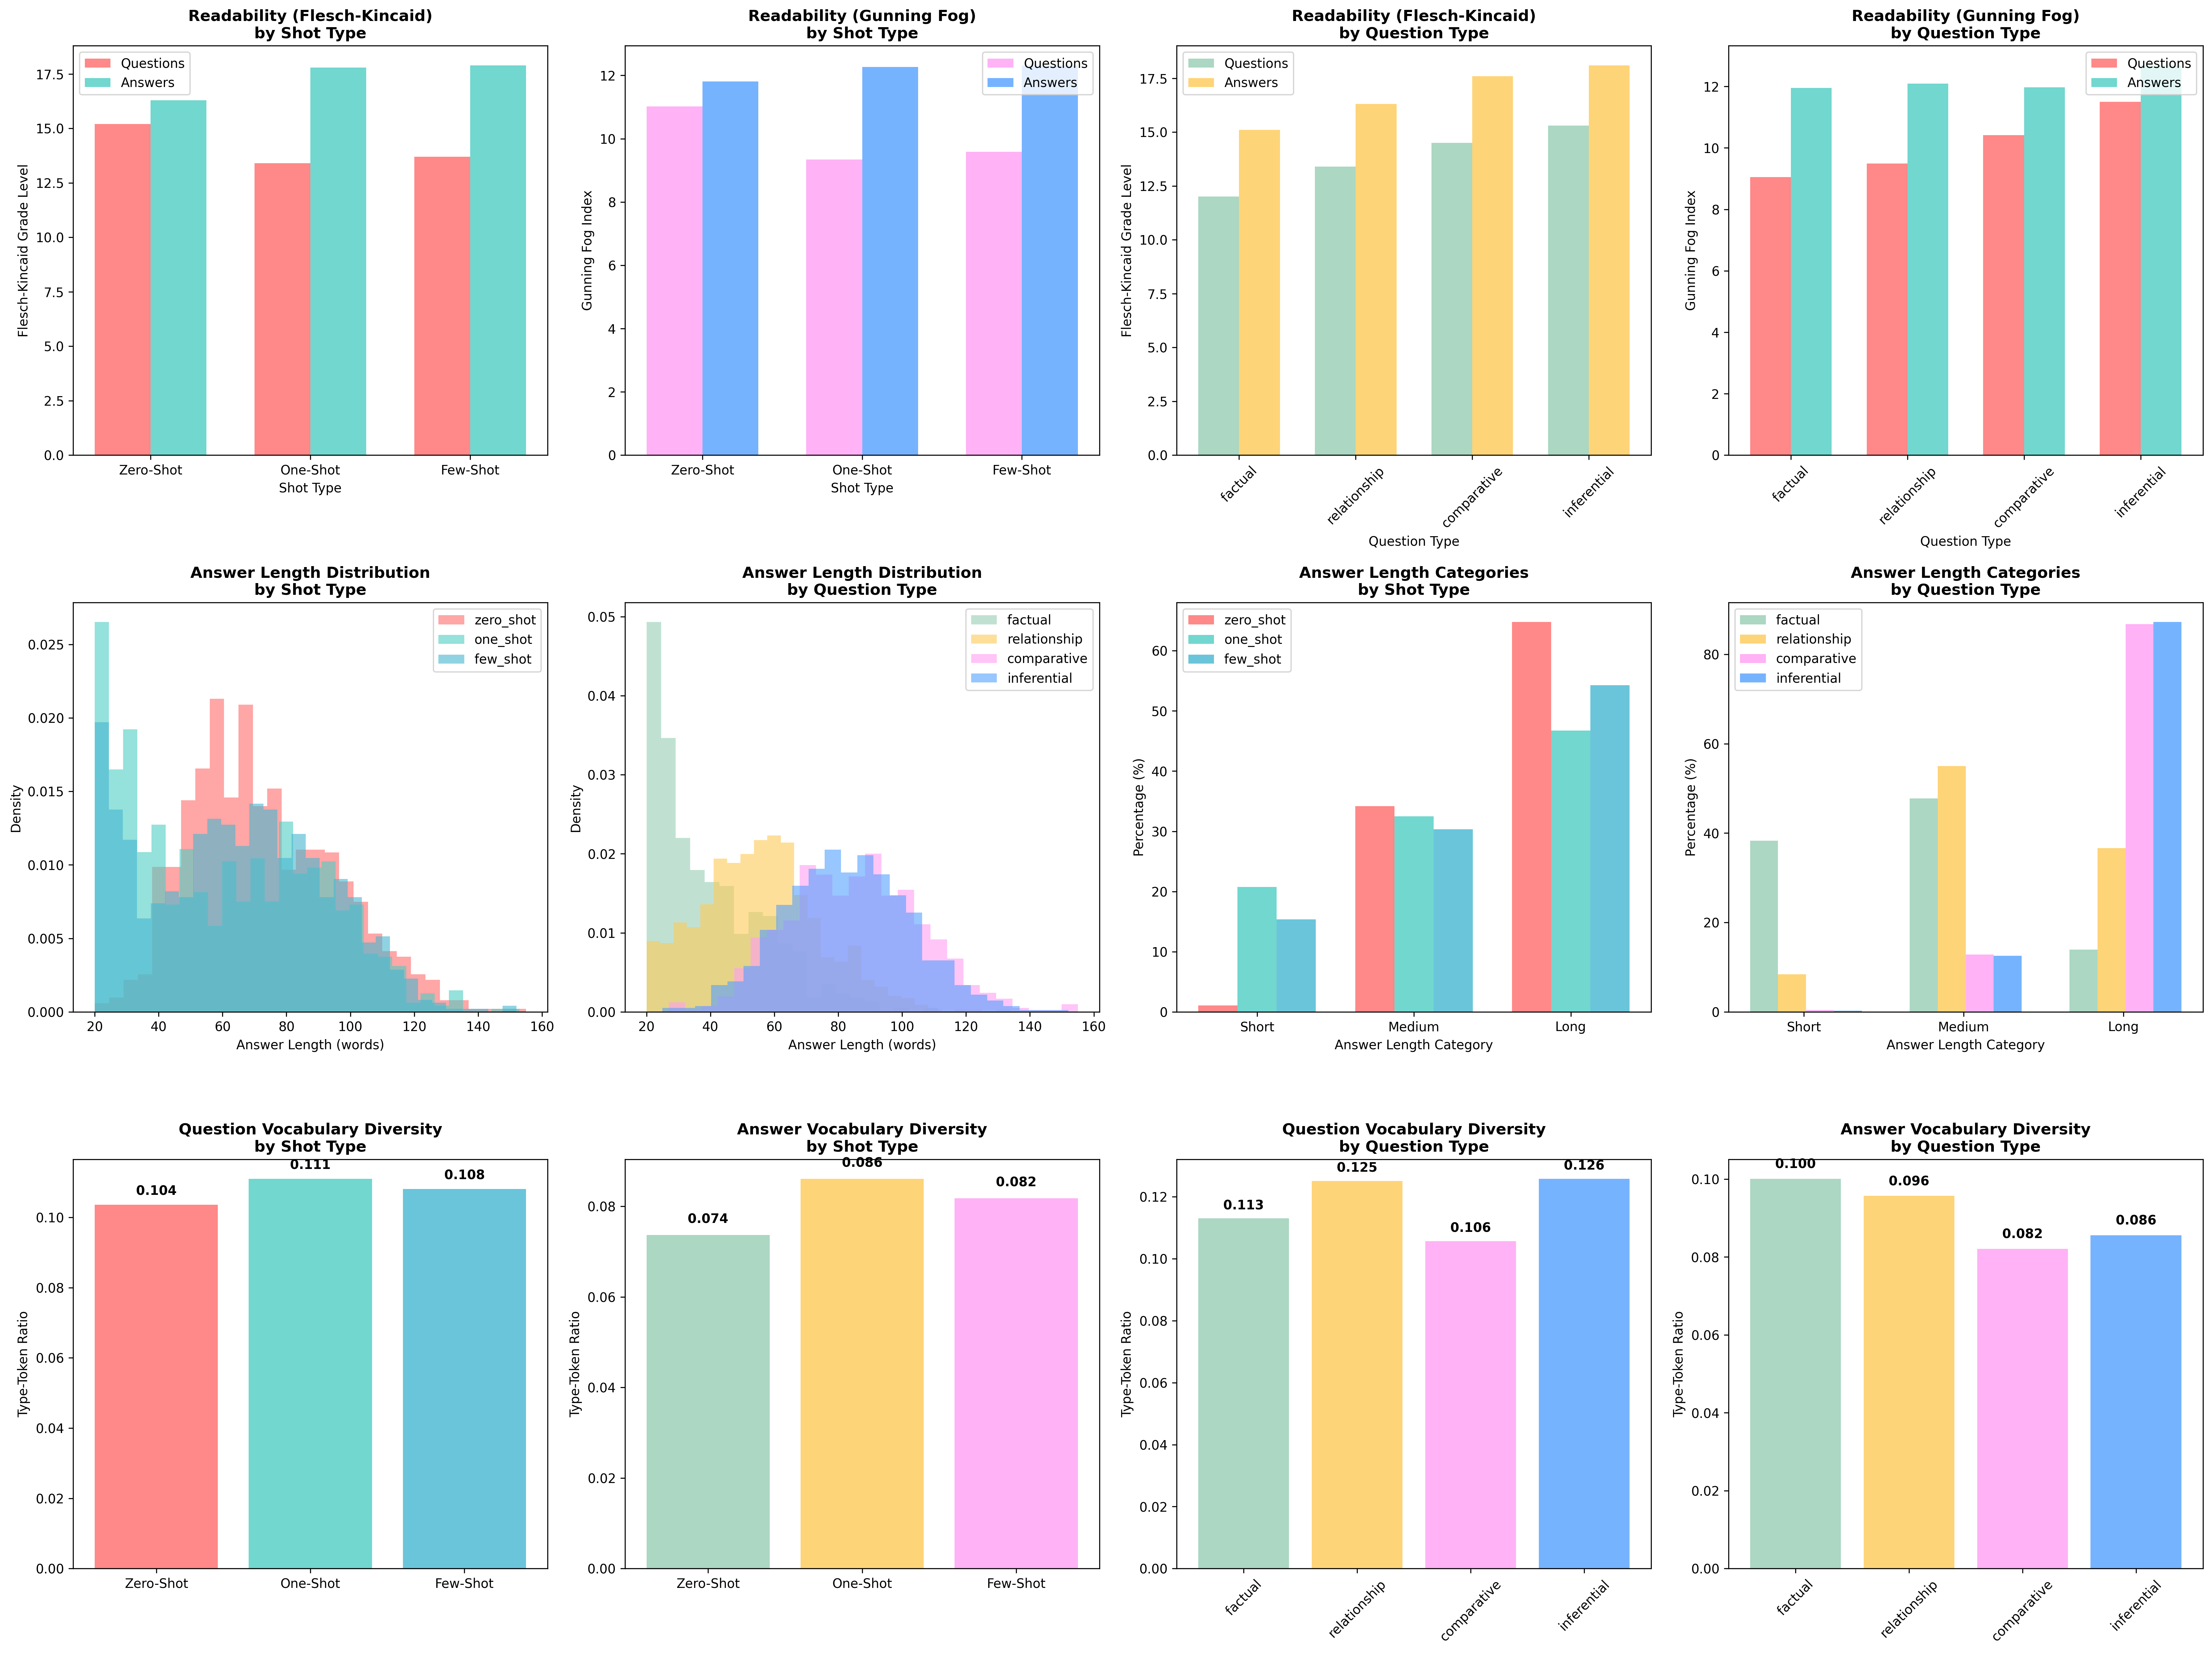 Readability (Flesch-Kincaid)
by Shot Type
Questions
Answers
Flesch-Kincaid Grade Level
17.5
15.0
12.5
10.0
7.5
5.0
2.5
0.0
Zero-Shot
One-Shot
Few-Shot
Shot Type
Readability (Gunning Fog)
by Shot Type
Questions
Answers
Gunning Fog Index
12
10
8
6
4
2
0
Zero-Shot
One-Shot
Few-Shot
Shot Type
Readability (Flesch-Kincaid)
by Question Type
Questions
Answers
Flesch-Kincaid Grade Level
17.5
15.0
12.5
10.0
7.5
5.0
2.5
0.0
factual
relationship
comparative
inferential
Question Type
Readability (Gunning Fog)
by Question Type
Questions
Answers
Gunning Fog Index
12
10
8
6
4
2
0
factual
relationship
comparative
inferential
Question Type
Answer Length Distribution
by Shot Type
zero_shot
one_shot
few_shot
Density
0.025
0.020
0.015
0.010
0.005
0.000
20
40
60
80
100
120
140
160
Answer Length (words)
Answer Length Distribution
by Question Type
factual
relationship
comparative
inferential
Density
0.05
0.04
0.03
0.02
0.01
0.00
20
40
60
80
100
120
140
160
Answer Length (words)
Answer Length Categories
by Shot Type
zero_shot
one_shot
few_shot
Percentage (%)
60
50
40
30
20
10
0
Short
Medium
Long
Answer Length Category
Answer Length Categories
by Question Type
factual
relationship
comparative
inferential
Percentage (%)
80
60
40
20
0
Short
Medium
Long
Answer Length Category
Question Vocabulary Diversity
by Shot Type
0.104
0.111
0.108
Type-Token Ratio
0.10
0.08
0.06
0.04
0.02
0.00
Zero-Shot
One-Shot
Few-Shot
Answer Vocabulary Diversity
by Shot Type
0.074
0.086
0.082
Type-Token Ratio
0.08
0.06
0.04
0.02
0.00
Zero-Shot
One-Shot
Few-Shot
Question Vocabulary Diversity
by Question Type
0.113
0.125
0.106
0.126
Type-Token Ratio
0.12
0.10
0.08
0.06
0.04
0.02
0.00
factual
relationship
comparative
inferential
Answer Vocabulary Diversity
by Question Type
0.100
0.096
0.082
0.086
Type-Token Ratio
0.10
0.08
0.06
0.04
0.02
0.00
factual
relationship
comparative
inferential